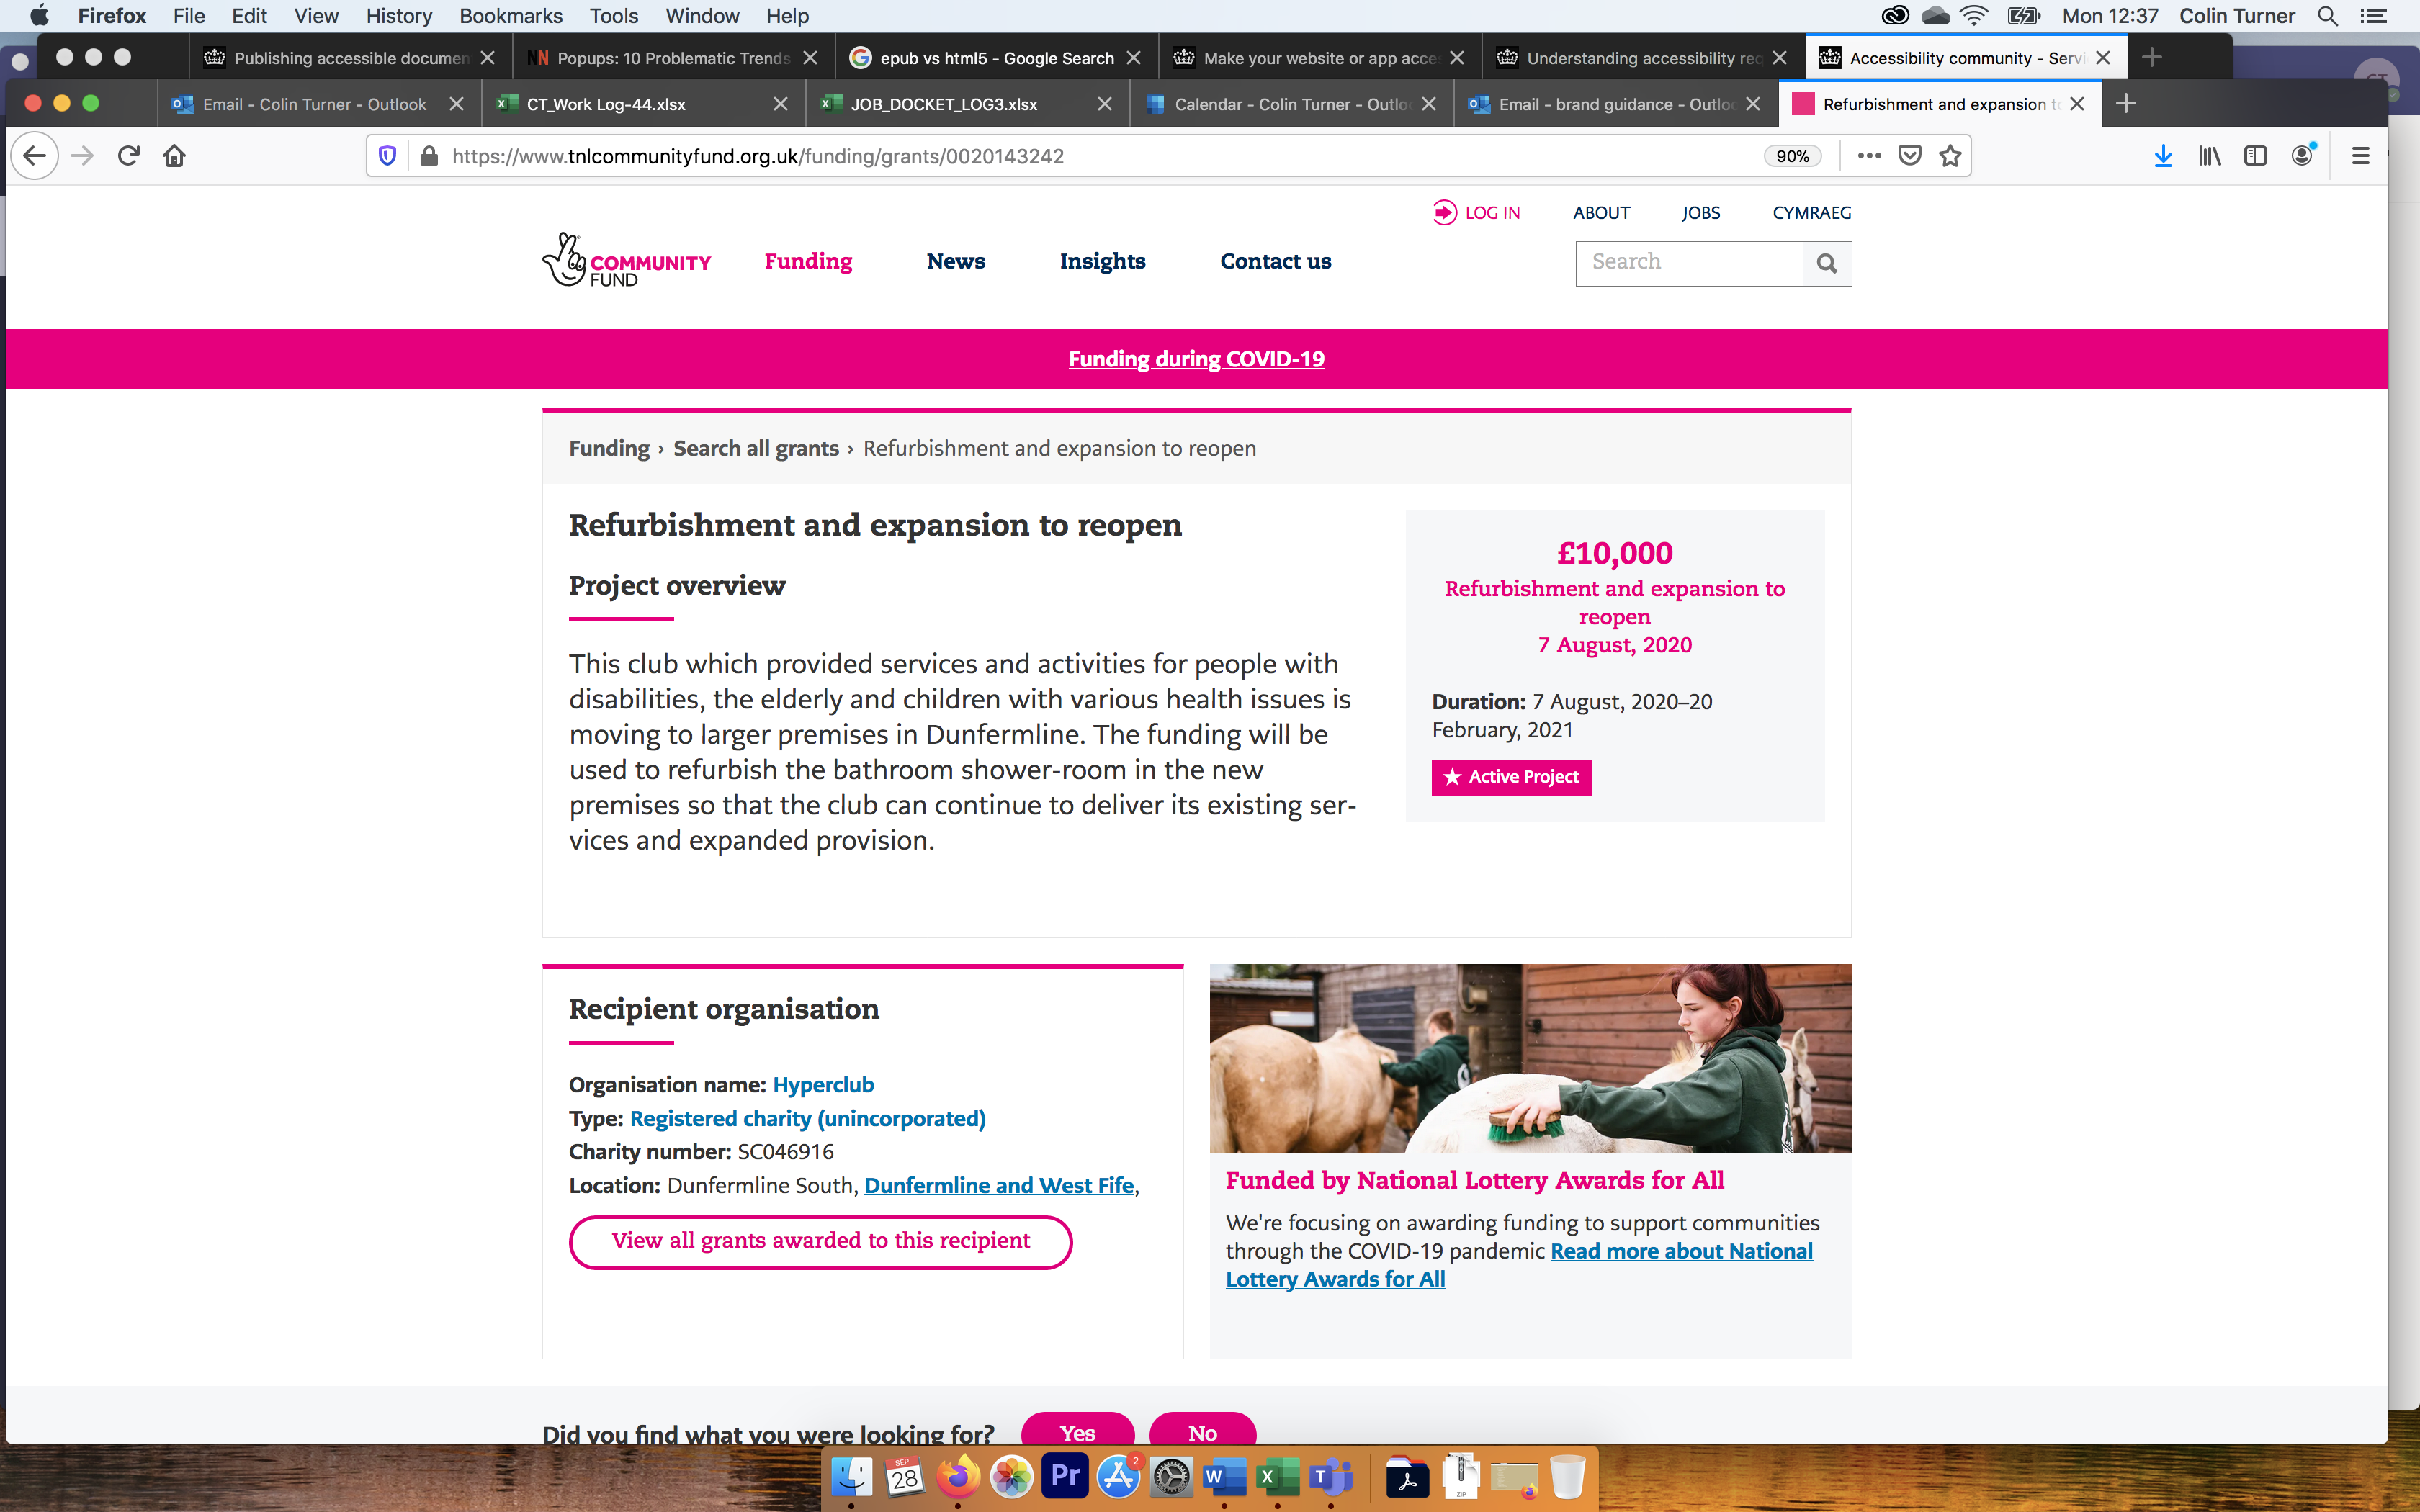 Firefox File Edit View History Bookmarks Tools Window Help Mon 12:37 Colin Turner
Publishing accessible documen Popups: 10 Problematic Trends epub vs html5 - Google Search Make your website or app acce Understanding accessibility req Accessibility community - Servi
Email - Colin Turner - Outlook CT_Work Log-44.xlsx JOB_DOCKET_LOG3.xlsx Calendar - Colin Turner - Outlo Email - brand guidance - Outloo Refurbishment and expansion to
https://www.tnlcommunityfund.org.uk/funding/grants/0020143242 90%
LOG IN ABOUT JOBS CYMRAEG
COMMUNITY
FUND
Funding News Insights Contact us Search
Funding during COVID-19
Funding › Search all grants › Refurbishment and expansion to reopen
Refurbishment and expansion to reopen
Project overview
This club which provided services and activities for people with
disabilities, the elderly and children with various health issues is
moving to larger premises in Dunfermline. The funding will be
used to refurbish the bathroom shower-room in the new
premises so that the club can continue to deliver its existing ser-
vices and expanded provision.
£10,000
Refurbishment and expansion to
reopen
7 August, 2020
Duration: 7 August, 2020–20
February, 2021
Active Project
Recipient organisation
Organisation name: Hyperclub
Type: Registered charity (unincorporated)
Charity number: SC046916
Location: Dunfermline South, Dunfermline and West Fife,
View all grants awarded to this recipient
Funded by National Lottery Awards for All
We're focusing on awarding funding to support communities
through the COVID-19 pandemic Read more about National
Lottery Awards for All
Did you find what you were looking for? Yes No
SEP
28
Pr
2
W
X
T
ZIP